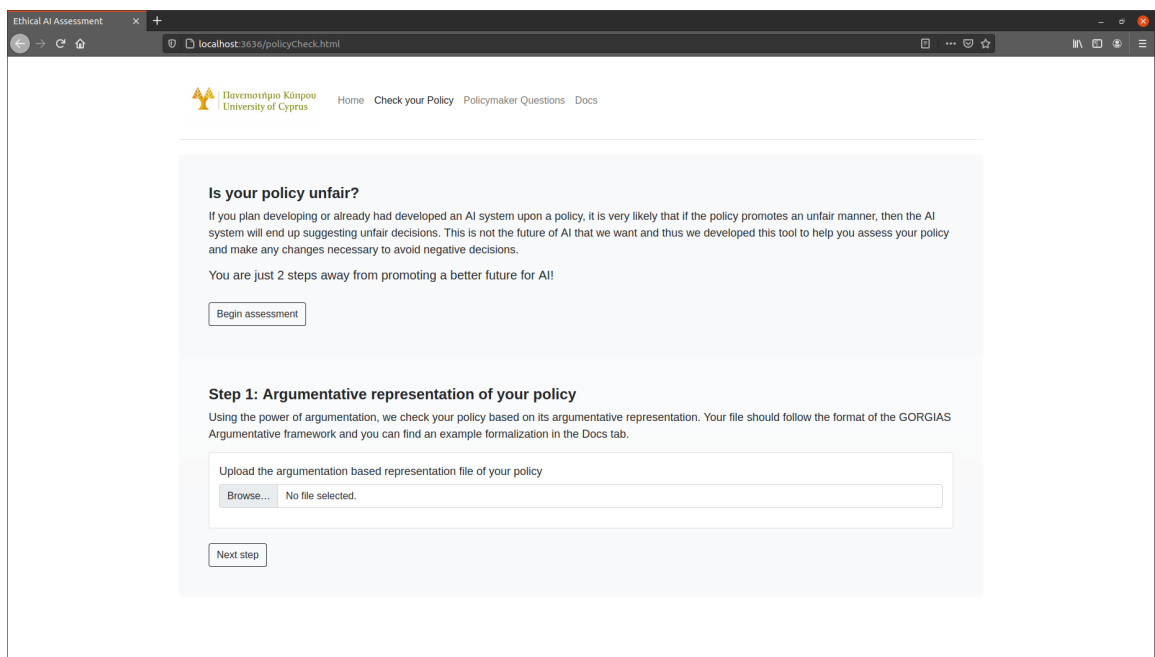 Ethical AI Assessment
localhost:3636/policyCheck.html
Πανεπιστήμιο Κύπρου
University of Cyprus
Home Check your Policy Policymaker Questions Docs
Is your policy unfair?
If you plan developing or already had developed an AI system upon a policy, it is very likely that if the policy promotes an unfair manner, then the AI
system will end up suggesting unfair decisions. This is not the future of AI that we want and thus we developed this tool to help you assess your policy
and make any changes necessary to avoid negative decisions.
You are just 2 steps away from promoting a better future for AI!
Begin assessment
Step 1: Argumentative representation of your policy
Using the power of argumentation, we check your policy based on its argumentative representation. Your file should follow the format of the GORGIAS
Argumentative framework and you can find an example formalization in the Docs tab.
Upload the argumentation based representation file of your policy
Browse... No file selected.
Next step